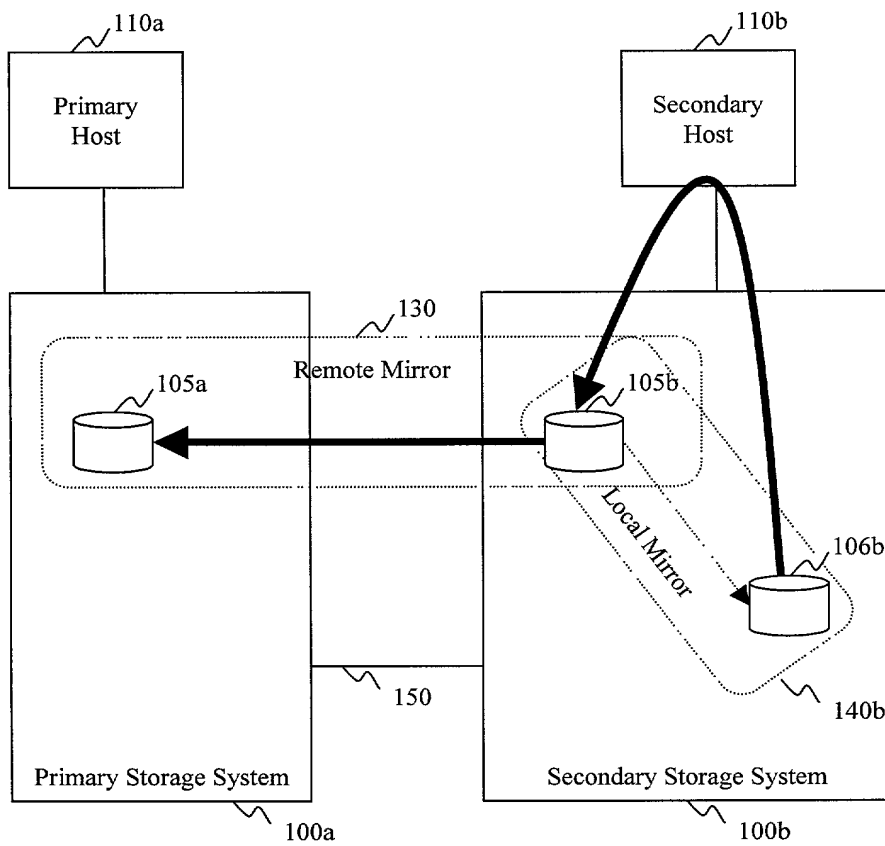 110a
110b
Primary
Host
Secondary
Host
130
Remote Mirror
105a
105b
Local Mirror
106b
150
140b
Primary Storage System
Secondary Storage System
100a
100b